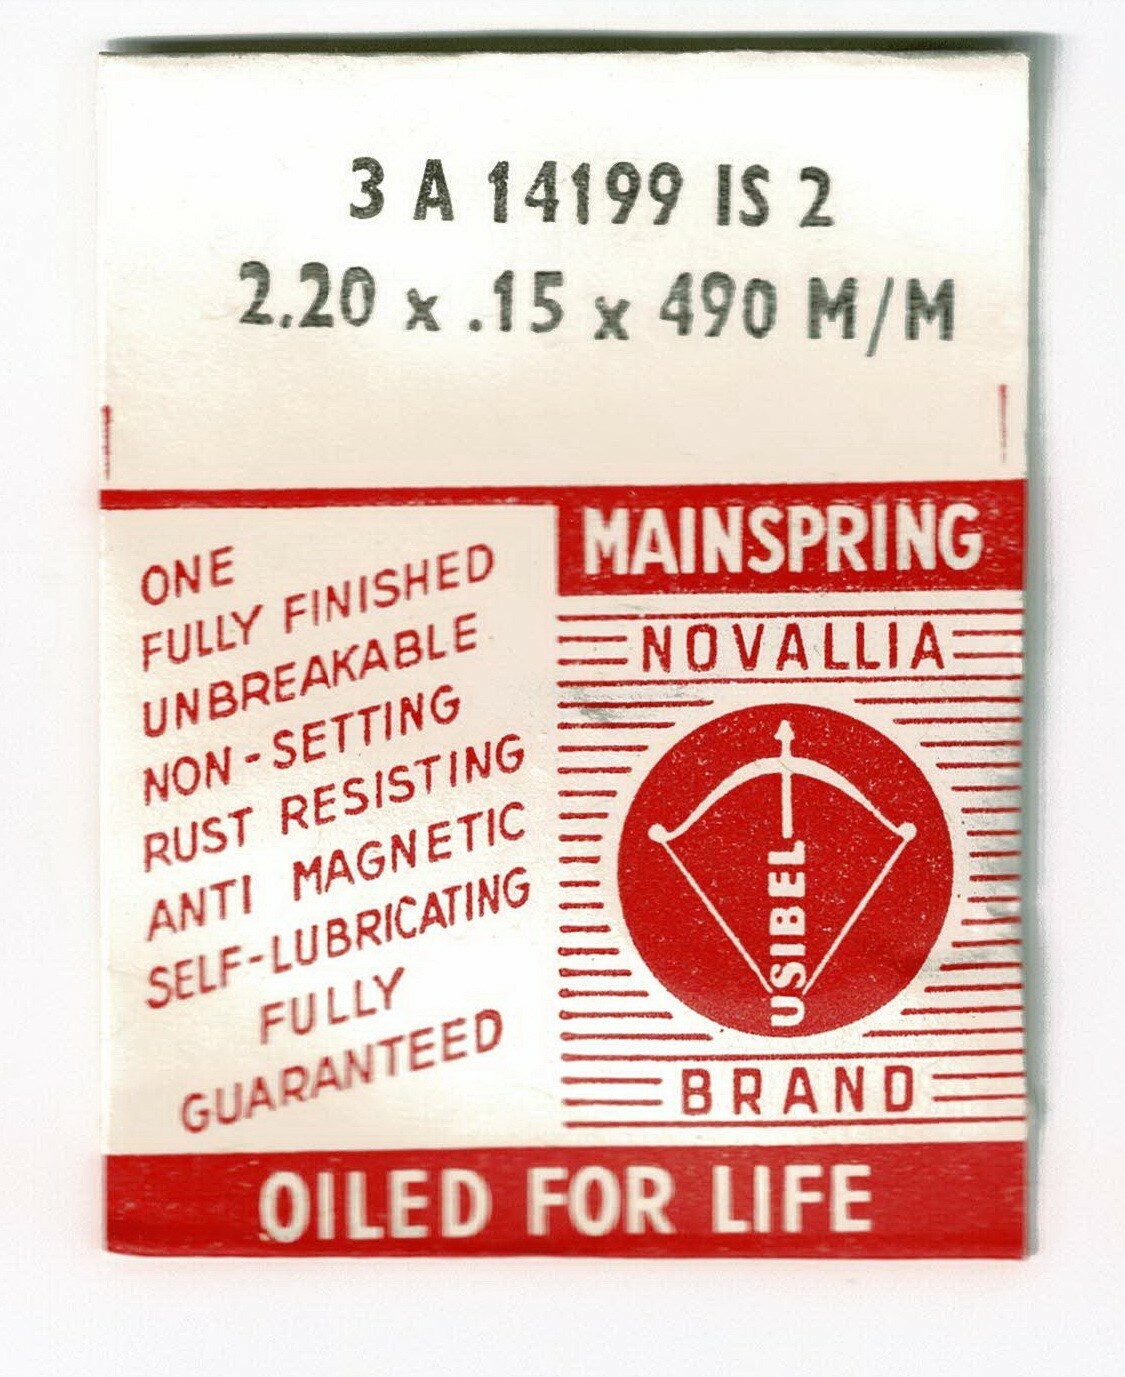 3 A 14199 IS 2
2.20 x .15 x 490 M/M
ONE
FULLY FINISHED
UNBREAKABLE
NON-SETTING
RUST RESISTING
ANTI MAGNETIC
SELF-LUBRICATING
FULLY
GUARANTEED
MAINSPRING
NOVALLIA
USIBEL
BRAND
OILED FOR LIFE